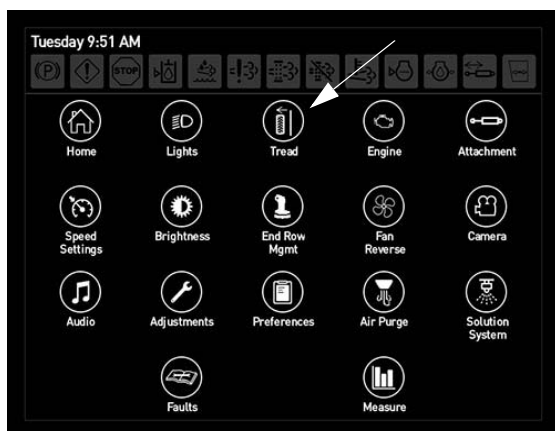 Tuesday 9:51 AM
STOP
Home Lights Tread Engine Attachment
Speed Settings Brightness End Row Mgmt Fan Reverse Camera
Audio Adjustments Preferences Air Purge Solution System
Faults Measure